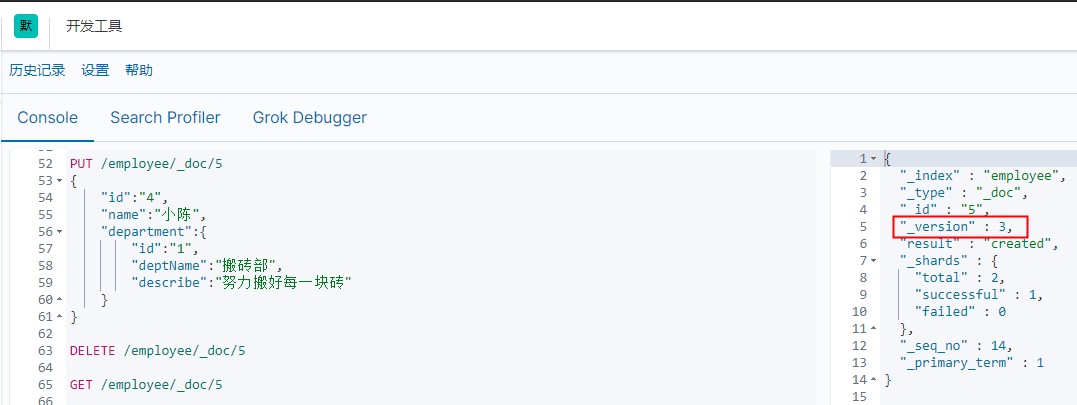 默 开发工具
历史记录 设置 帮助
Console Search Profiler Grok Debugger
52 PUT /employee/_doc/5
53 {
54 "id":"4",
55 "name":"小陈",
56 "department":{
57 "id":"1",
58 "deptName":"搬砖部",
59 "describe":"努力搬好每一块砖"
60 }
61 }
62
63 DELETE /employee/_doc/5
64
65 GET /employee/_doc/5
66
1 {
2 "_index" : "employee",
3 "_type" : "_doc",
4 "_id" : "5",
5 "_version" : 3,
6 "result" : "created",
7 "_shards" : {
8 "total" : 2,
9 "successful" : 1,
10 "failed" : 0
11 },
12 "_seq_no" : 14,
13 "_primary_term" : 1
14 }
15